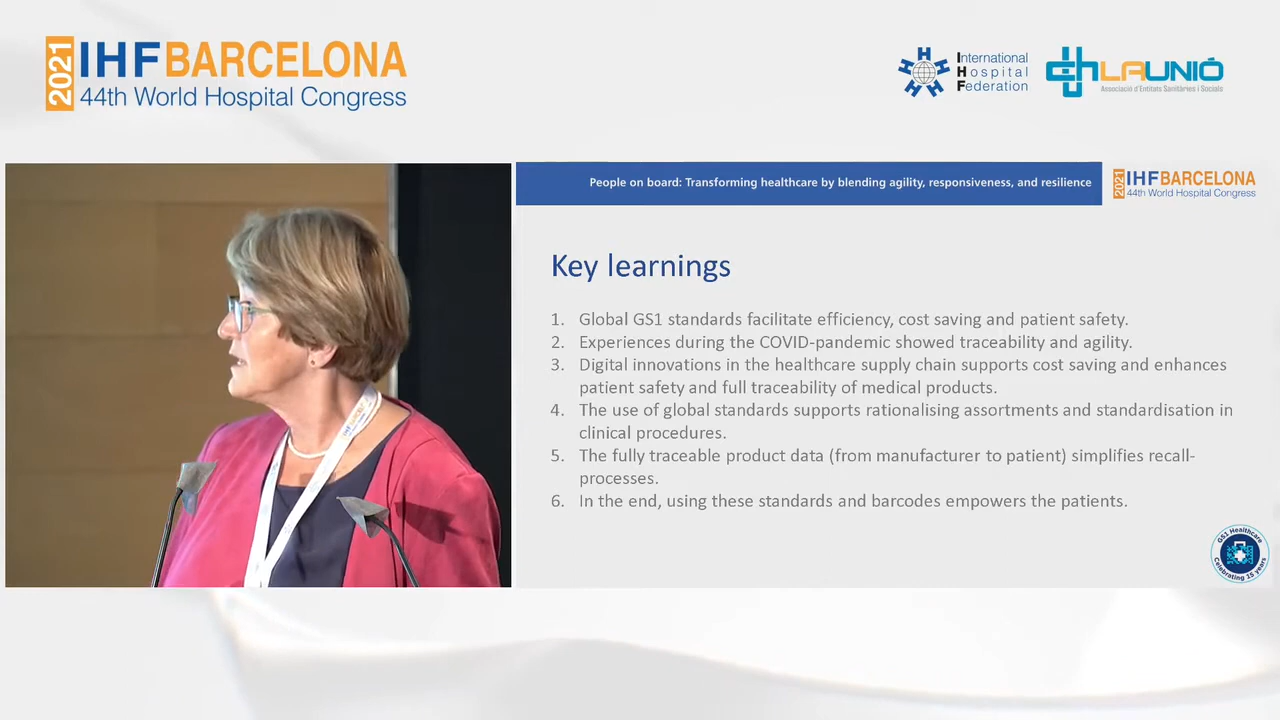 2021 IHF BARCELONA
44th World Hospital Congress
International
Hospital
Federation
LAUNIÓ
Associació d'Entitats Sanitàries i Socials
People on board: Transforming healthcare by blending agility, responsiveness, and resilience
2021 IHF BARCELONA
44th World Hospital Congress
Key learnings
1. Global GS1 standards facilitate efficiency, cost saving and patient safety.
2. Experiences during the COVID-pandemic showed traceability and agility.
3. Digital innovations in the healthcare supply chain supports cost saving and enhances
patient safety and full traceability of medical products.
4. The use of global standards supports rationalising assortments and standardisation in
clinical procedures.
5. The fully traceable product data (from manufacturer to patient) simplifies recall-
processes.
6. In the end, using these standards and barcodes empowers the patients.
GS1 Healthcare
Celebrating 15 years